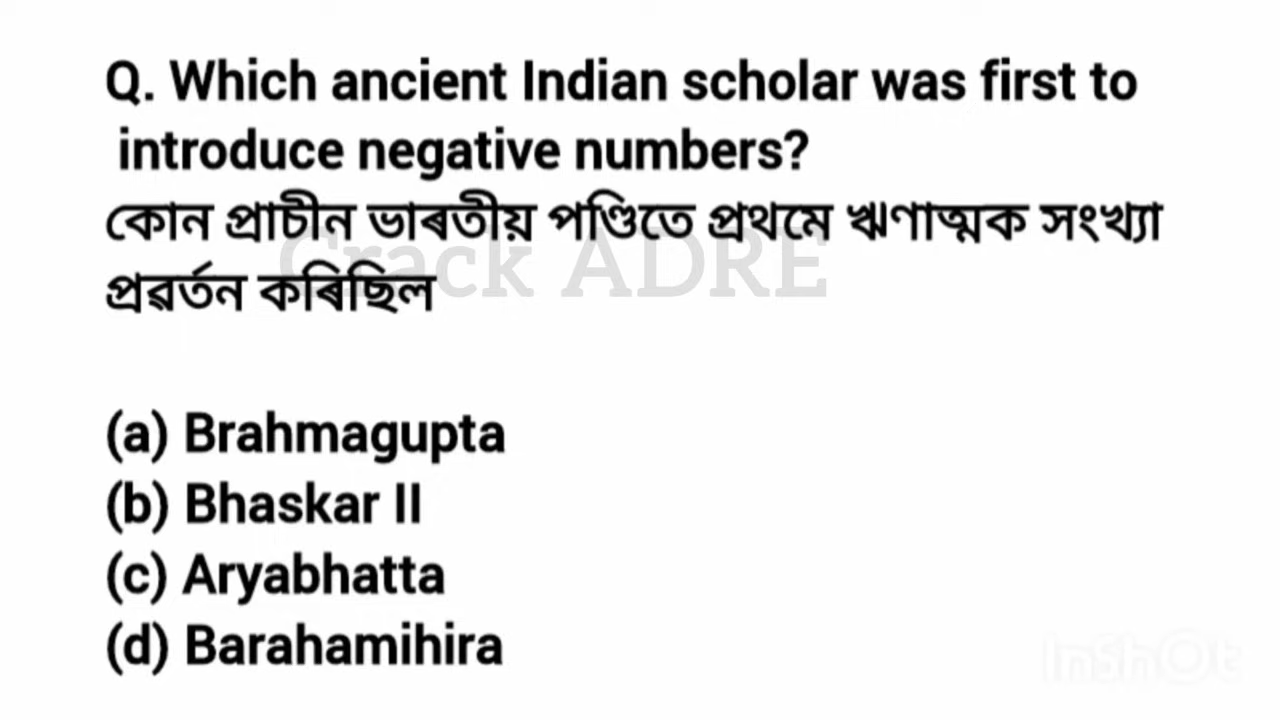 Q. Which ancient Indian scholar was first to
introduce negative numbers?
কোন প্ৰাচীন ভাৰতীয় পণ্ডিতে প্ৰথমে ঋণাত্মক সংখ্যা
প্ৰৱৰ্তন কৰিছিল
Crack ADRE
(a) Brahmagupta
(b) Bhaskar II
(c) Aryabhatta
(d) Barahamihira
InShOt